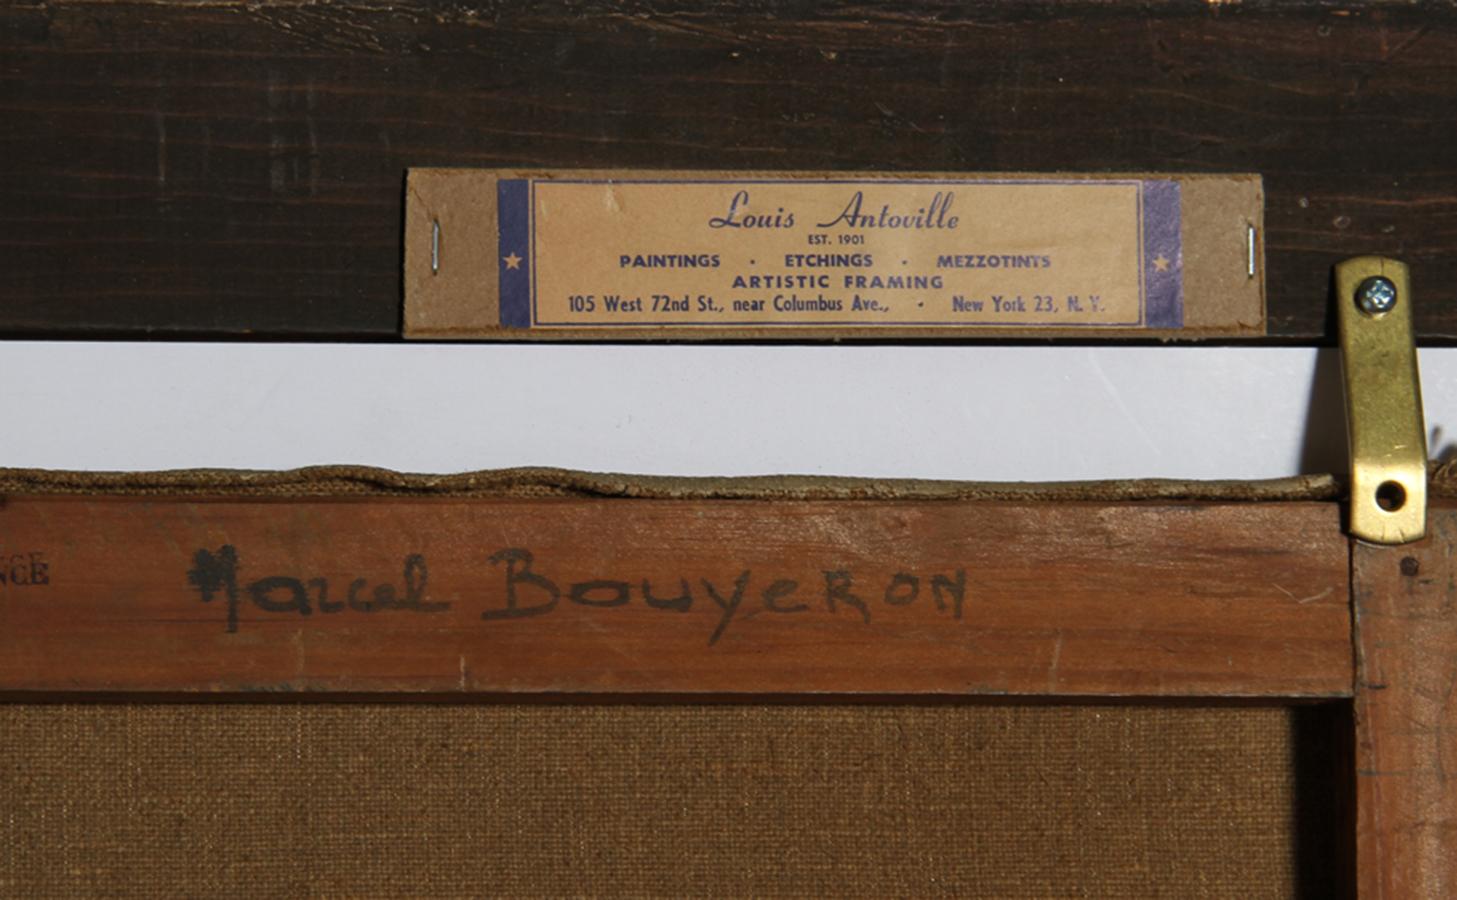 Louis Antoville
EST. 1901
PAINTINGS · ETCHINGS · MEZZOTINTS
ARTISTIC FRAMING
105 West 72nd St., near Columbus Ave., · New York 23, N. Y.
NGE
Marcel BouyeRON